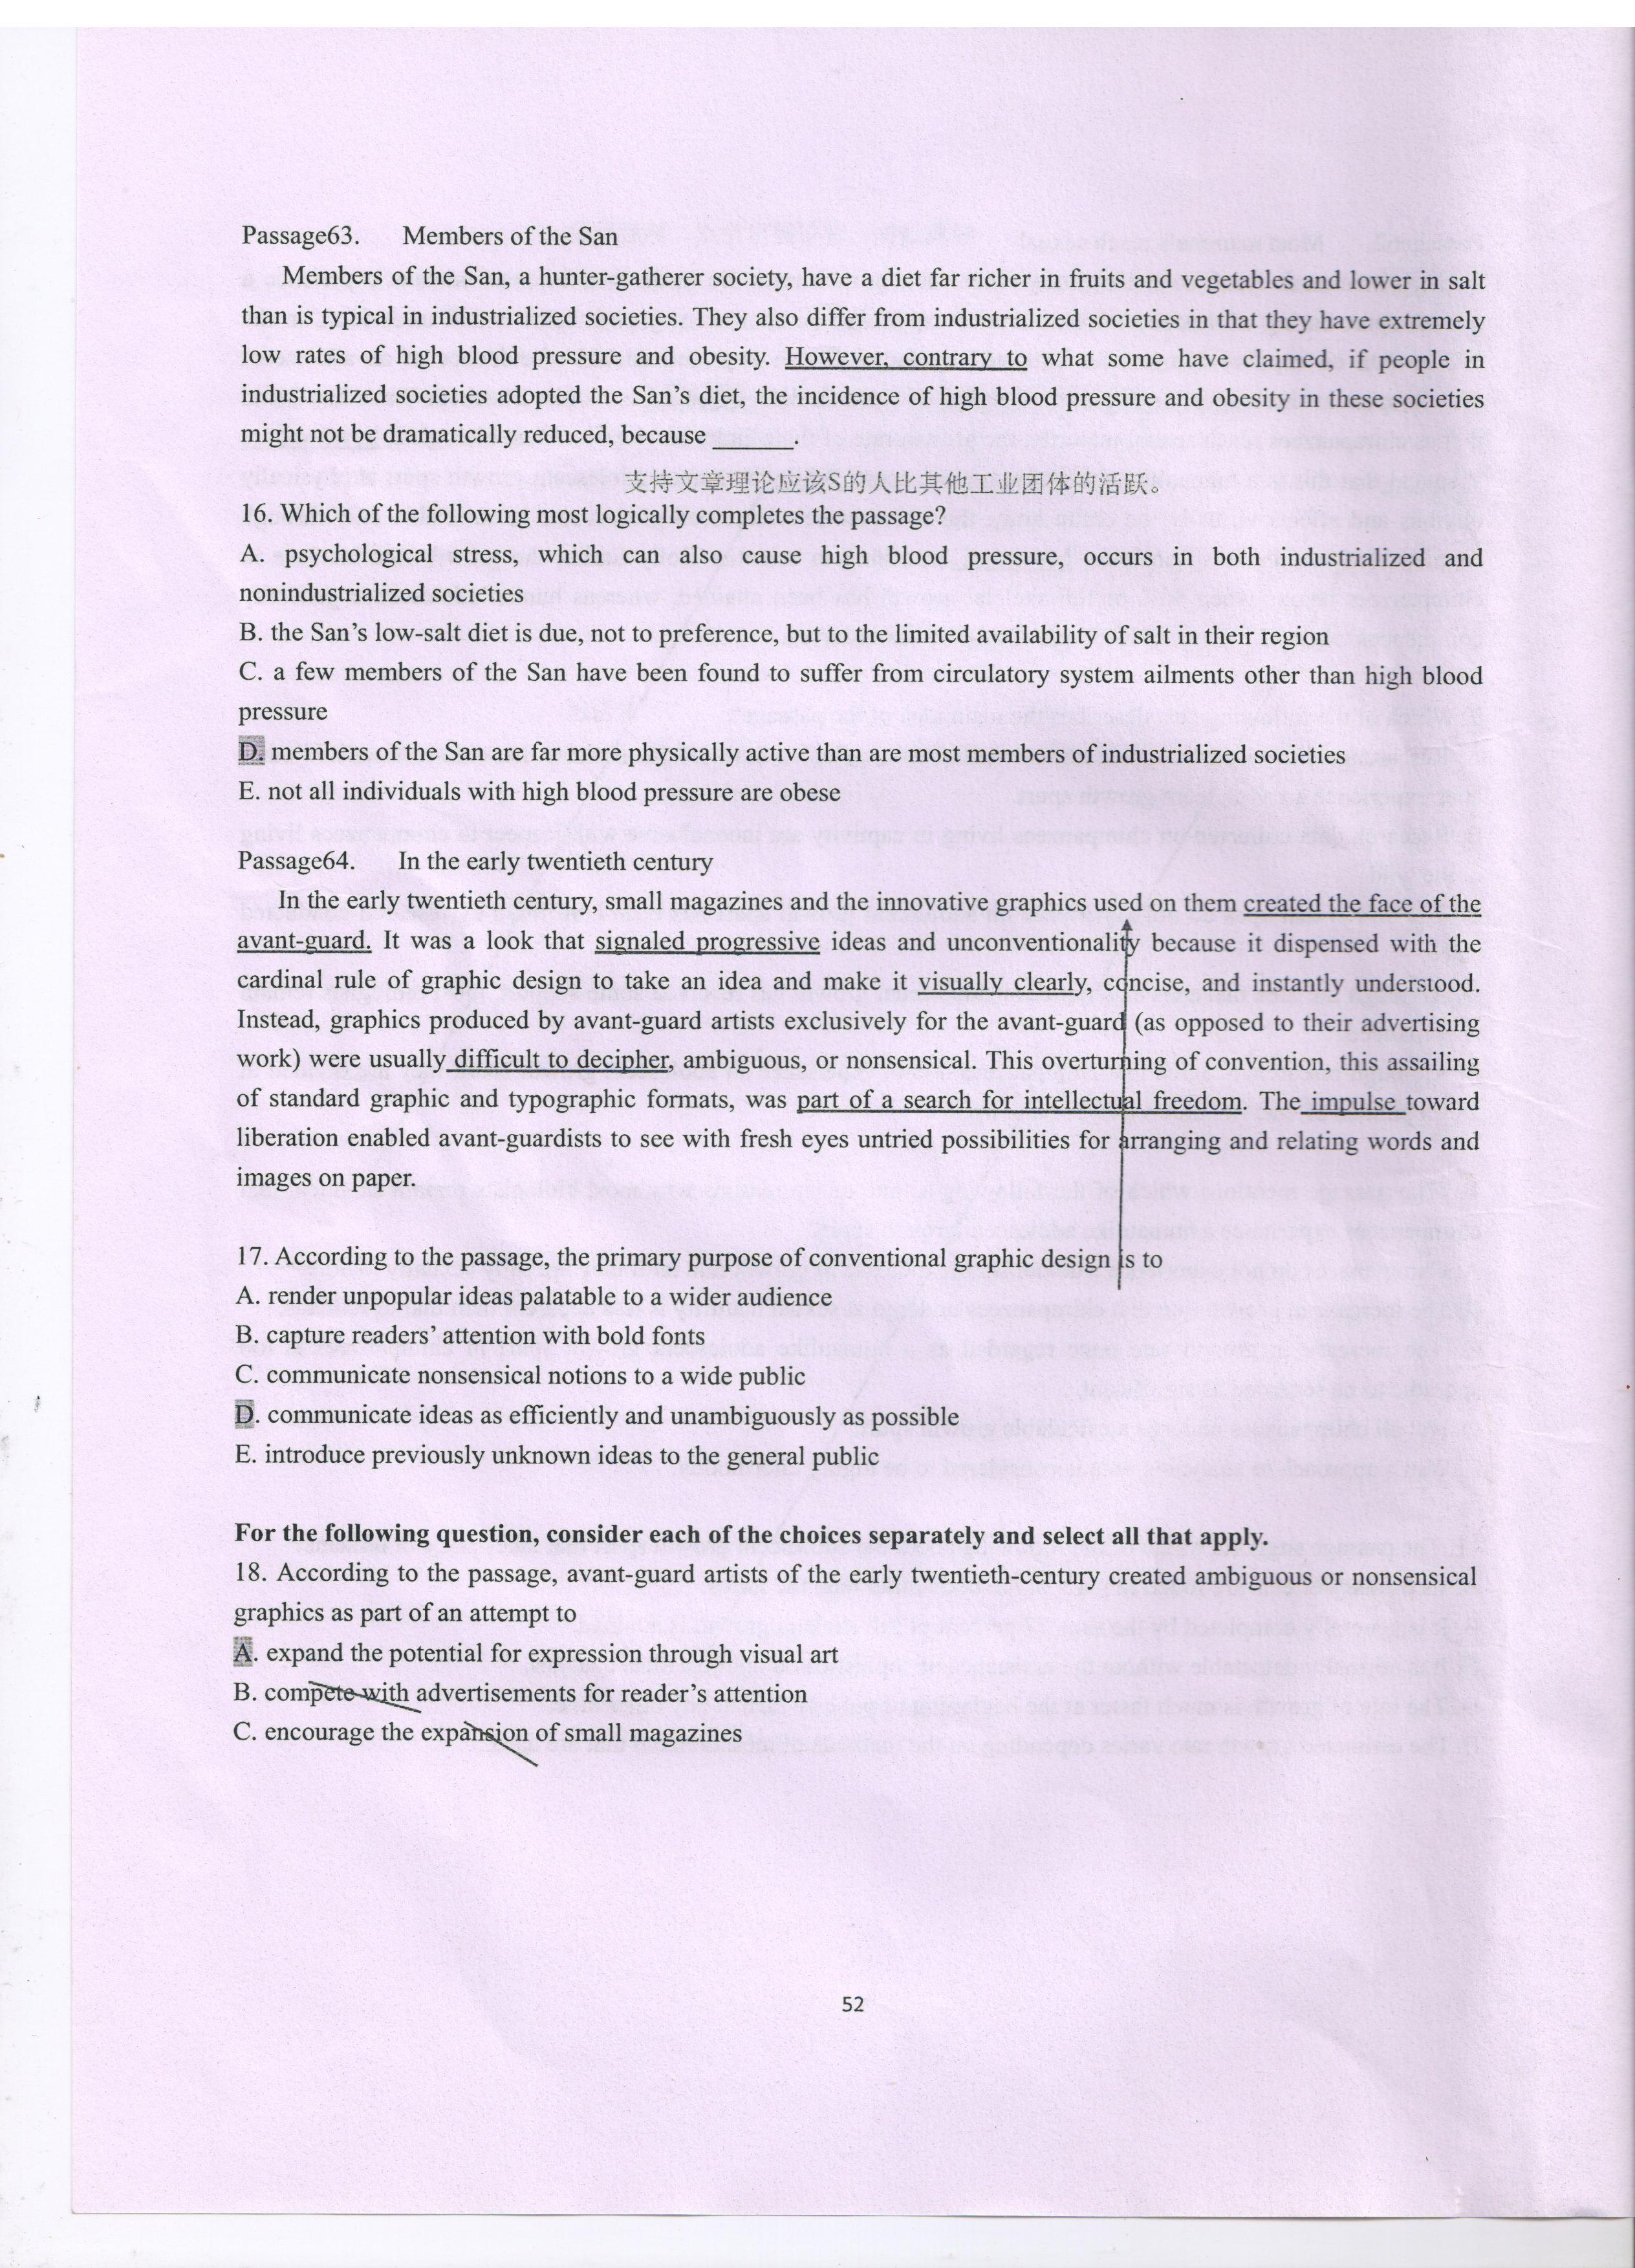 Passage63. Members of the San
Members of the San, a hunter-gatherer society, have a diet far richer in fruits and vegetables and lower in salt
than is typical in industrialized societies. They also differ from industrialized societies in that they have extremely
low rates of high blood pressure and obesity. However, contrary to what some have claimed, if people in
industrialized societies adopted the San's diet, the incidence of high blood pressure and obesity in these societies
might not be dramatically reduced, because _______.
支持文章理论应该S的人比其他工业团体的活跃。
16. Which of the following most logically completes the passage?
A. psychological stress, which can also cause high blood pressure, occurs in both industrialized and
nonindustrialized societies
B. the San's low-salt diet is due, not to preference, but to the limited availability of salt in their region
C. a few members of the San have been found to suffer from circulatory system ailments other than high blood
pressure
D. members of the San are far more physically active than are most members of industrialized societies
E. not all individuals with high blood pressure are obese
Passage64. In the early twentieth century
In the early twentieth century, small magazines and the innovative graphics used on them created the face of the
avant-guard. It was a look that signaled progressive ideas and unconventionality because it dispensed with the
cardinal rule of graphic design to take an idea and make it visually clearly, concise, and instantly understood.
Instead, graphics produced by avant-guard artists exclusively for the avant-guard (as opposed to their advertising
work) were usually difficult to decipher, ambiguous, or nonsensical. This overturning of convention, this assailing
of standard graphic and typographic formats, was part of a search for intellectual freedom. The impulse toward
liberation enabled avant-guardists to see with fresh eyes untried possibilities for arranging and relating words and
images on paper.
17. According to the passage, the primary purpose of conventional graphic design is to
A. render unpopular ideas palatable to a wider audience
B. capture readers' attention with bold fonts
C. communicate nonsensical notions to a wide public
D. communicate ideas as efficiently and unambiguously as possible
E. introduce previously unknown ideas to the general public
For the following question, consider each of the choices separately and select all that apply.
18. According to the passage, avant-guard artists of the early twentieth-century created ambiguous or nonsensical
graphics as part of an attempt to
A. expand the potential for expression through visual art
B. compete with advertisements for reader's attention
C. encourage the expansion of small magazines
52